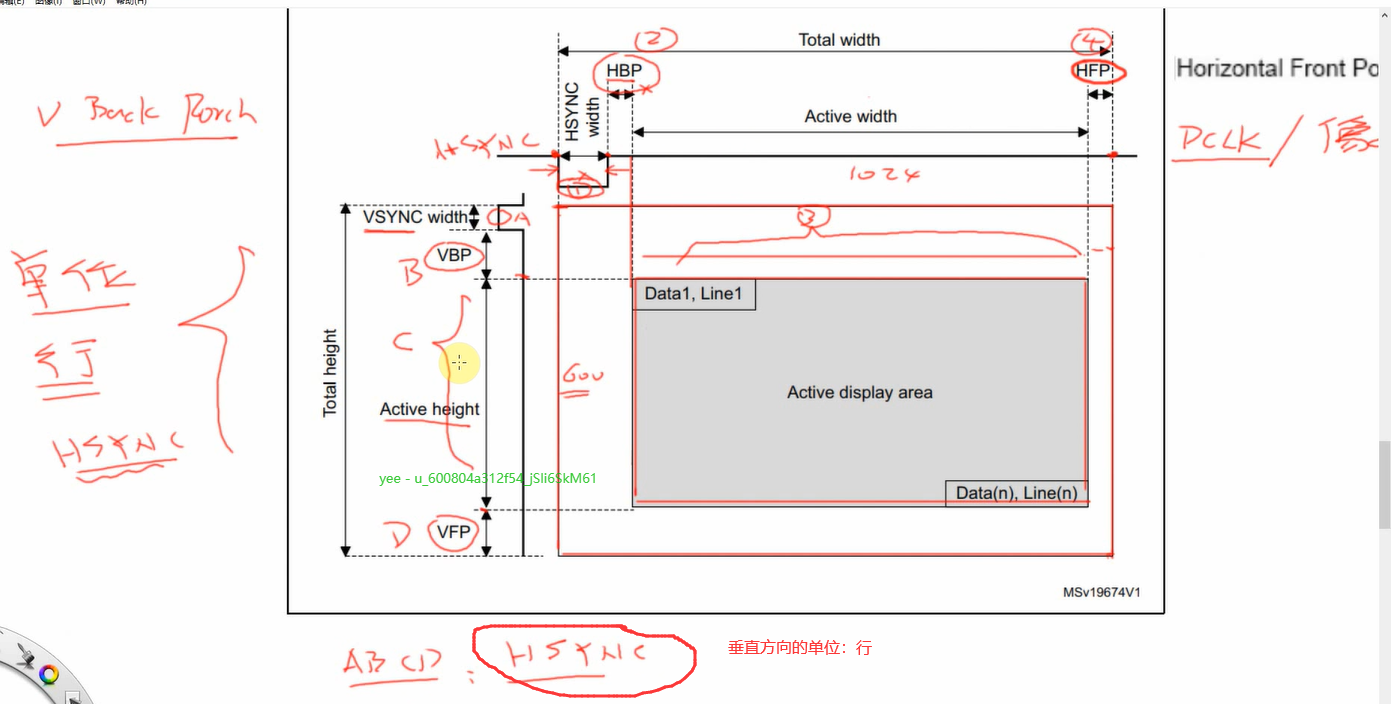 编辑(E) 图像(I) 窗口(W) 帮助(H)
② Total width ④
HBP HFP
Horizontal Front Po
HSYNC width
Active width
V Back Porch
HSYNC
DCLK / 像
① 1024
VSYNC width A
③
B VBP
单位
Data1, Line1
C
行
Total height
600
Active display area
Active height
HSYNC
yee - u_600804a312f54_jSIi6SkM61
Data(n), Line(n)
D VFP
MSv19674V1
ABCD : HSYNC
垂直方向的单位：行